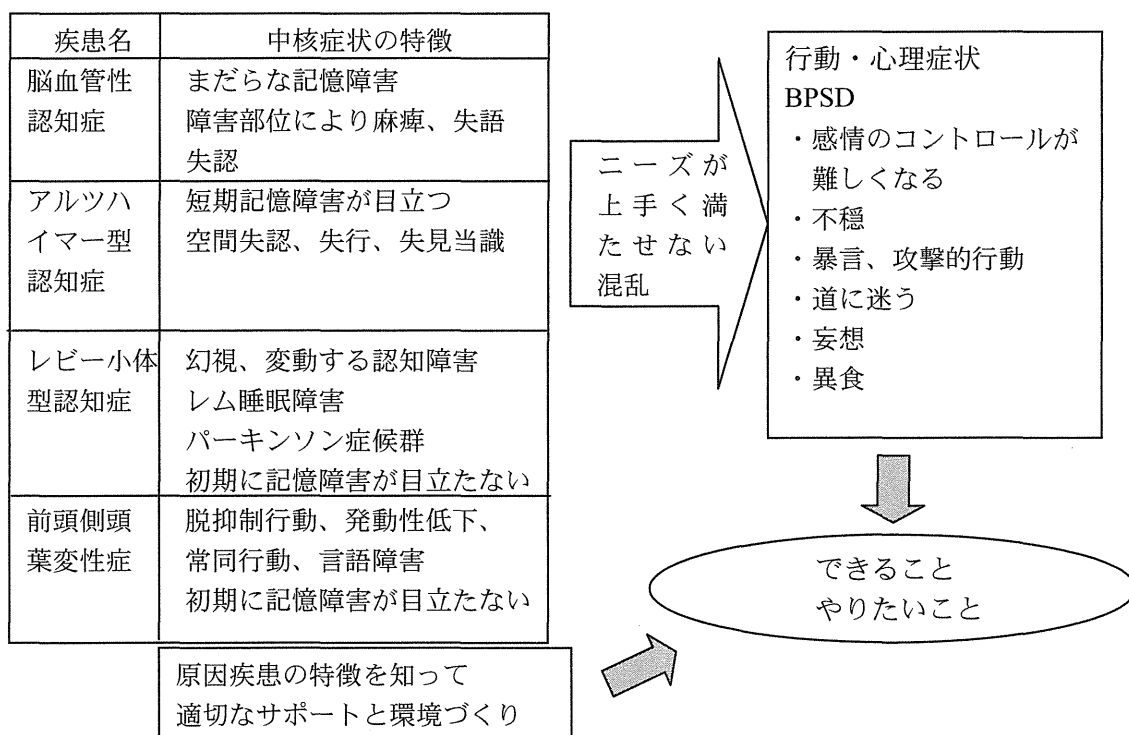 疾患名 中核症状の特徴
脳血管性 まだらな記憶障害
認知症 障害部位により麻痺、失語
失認
アルツハ 短期記憶障害が目立つ
イマー型 空間失認、失行、失見当識
認知症
レビー小体 幻視、変動する認知障害
型認知症 レム睡眠障害
パーキンソン症候群
初期に記憶障害が目立たない
前頭側頭 脱抑制行動、発動性低下、
葉変性症 常同行動、言語障害
初期に記憶障害が目立たない
原因疾患の特徴を知って
適切なサポートと環境づくり
ニーズが
上手く満
たせない
混乱
行動・心理症状
BPSD
・感情のコントロールが
難しくなる
・不穏
・暴言、攻撃的行動
・道に迷う
・妄想
・異食
できること
やりたいこと